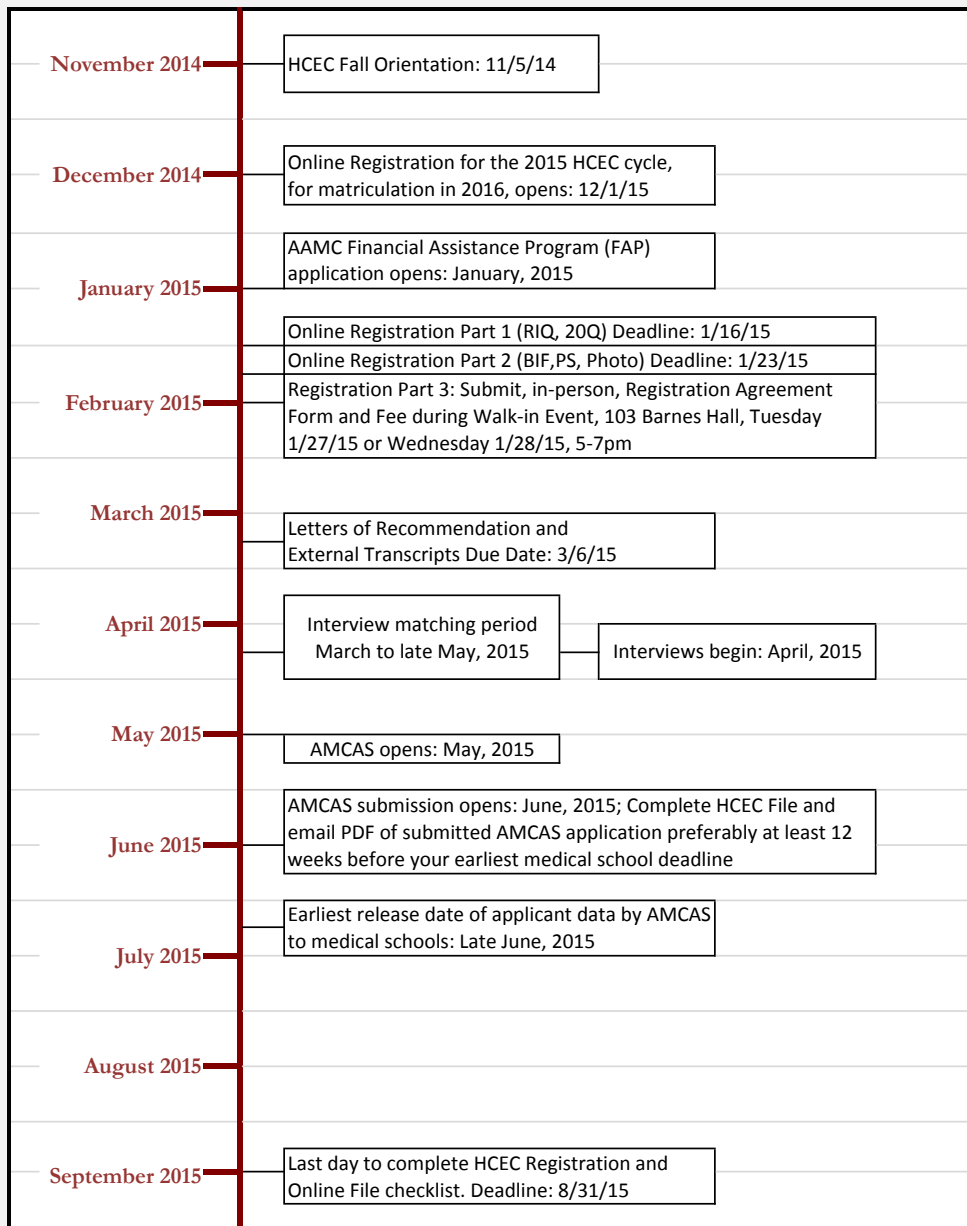 November 2014
HCEC Fall Orientation: 11/5/14
December 2014
Online Registration for the 2015 HCEC cycle,
for matriculation in 2016, opens: 12/1/15
AAMC Financial Assistance Program (FAP)
application opens: January, 2015
January 2015
Online Registration Part 1 (RIQ, 20Q) Deadline: 1/16/15
Online Registration Part 2 (BIF,PS, Photo) Deadline: 1/23/15
February 2015
Registration Part 3: Submit, in-person, Registration Agreement
Form and Fee during Walk-in Event, 103 Barnes Hall, Tuesday
1/27/15 or Wednesday 1/28/15, 5-7pm
March 2015
Letters of Recommendation and
External Transcripts Due Date: 3/6/15
April 2015
Interview matching period
March to late May, 2015
Interviews begin: April, 2015
May 2015
AMCAS opens: May, 2015
June 2015
AMCAS submission opens: June, 2015; Complete HCEC File and
email PDF of submitted AMCAS application preferably at least 12
weeks before your earliest medical school deadline
Earliest release date of applicant data by AMCAS
to medical schools: Late June, 2015
July 2015
August 2015
September 2015
Last day to complete HCEC Registration and
Online File checklist. Deadline: 8/31/15